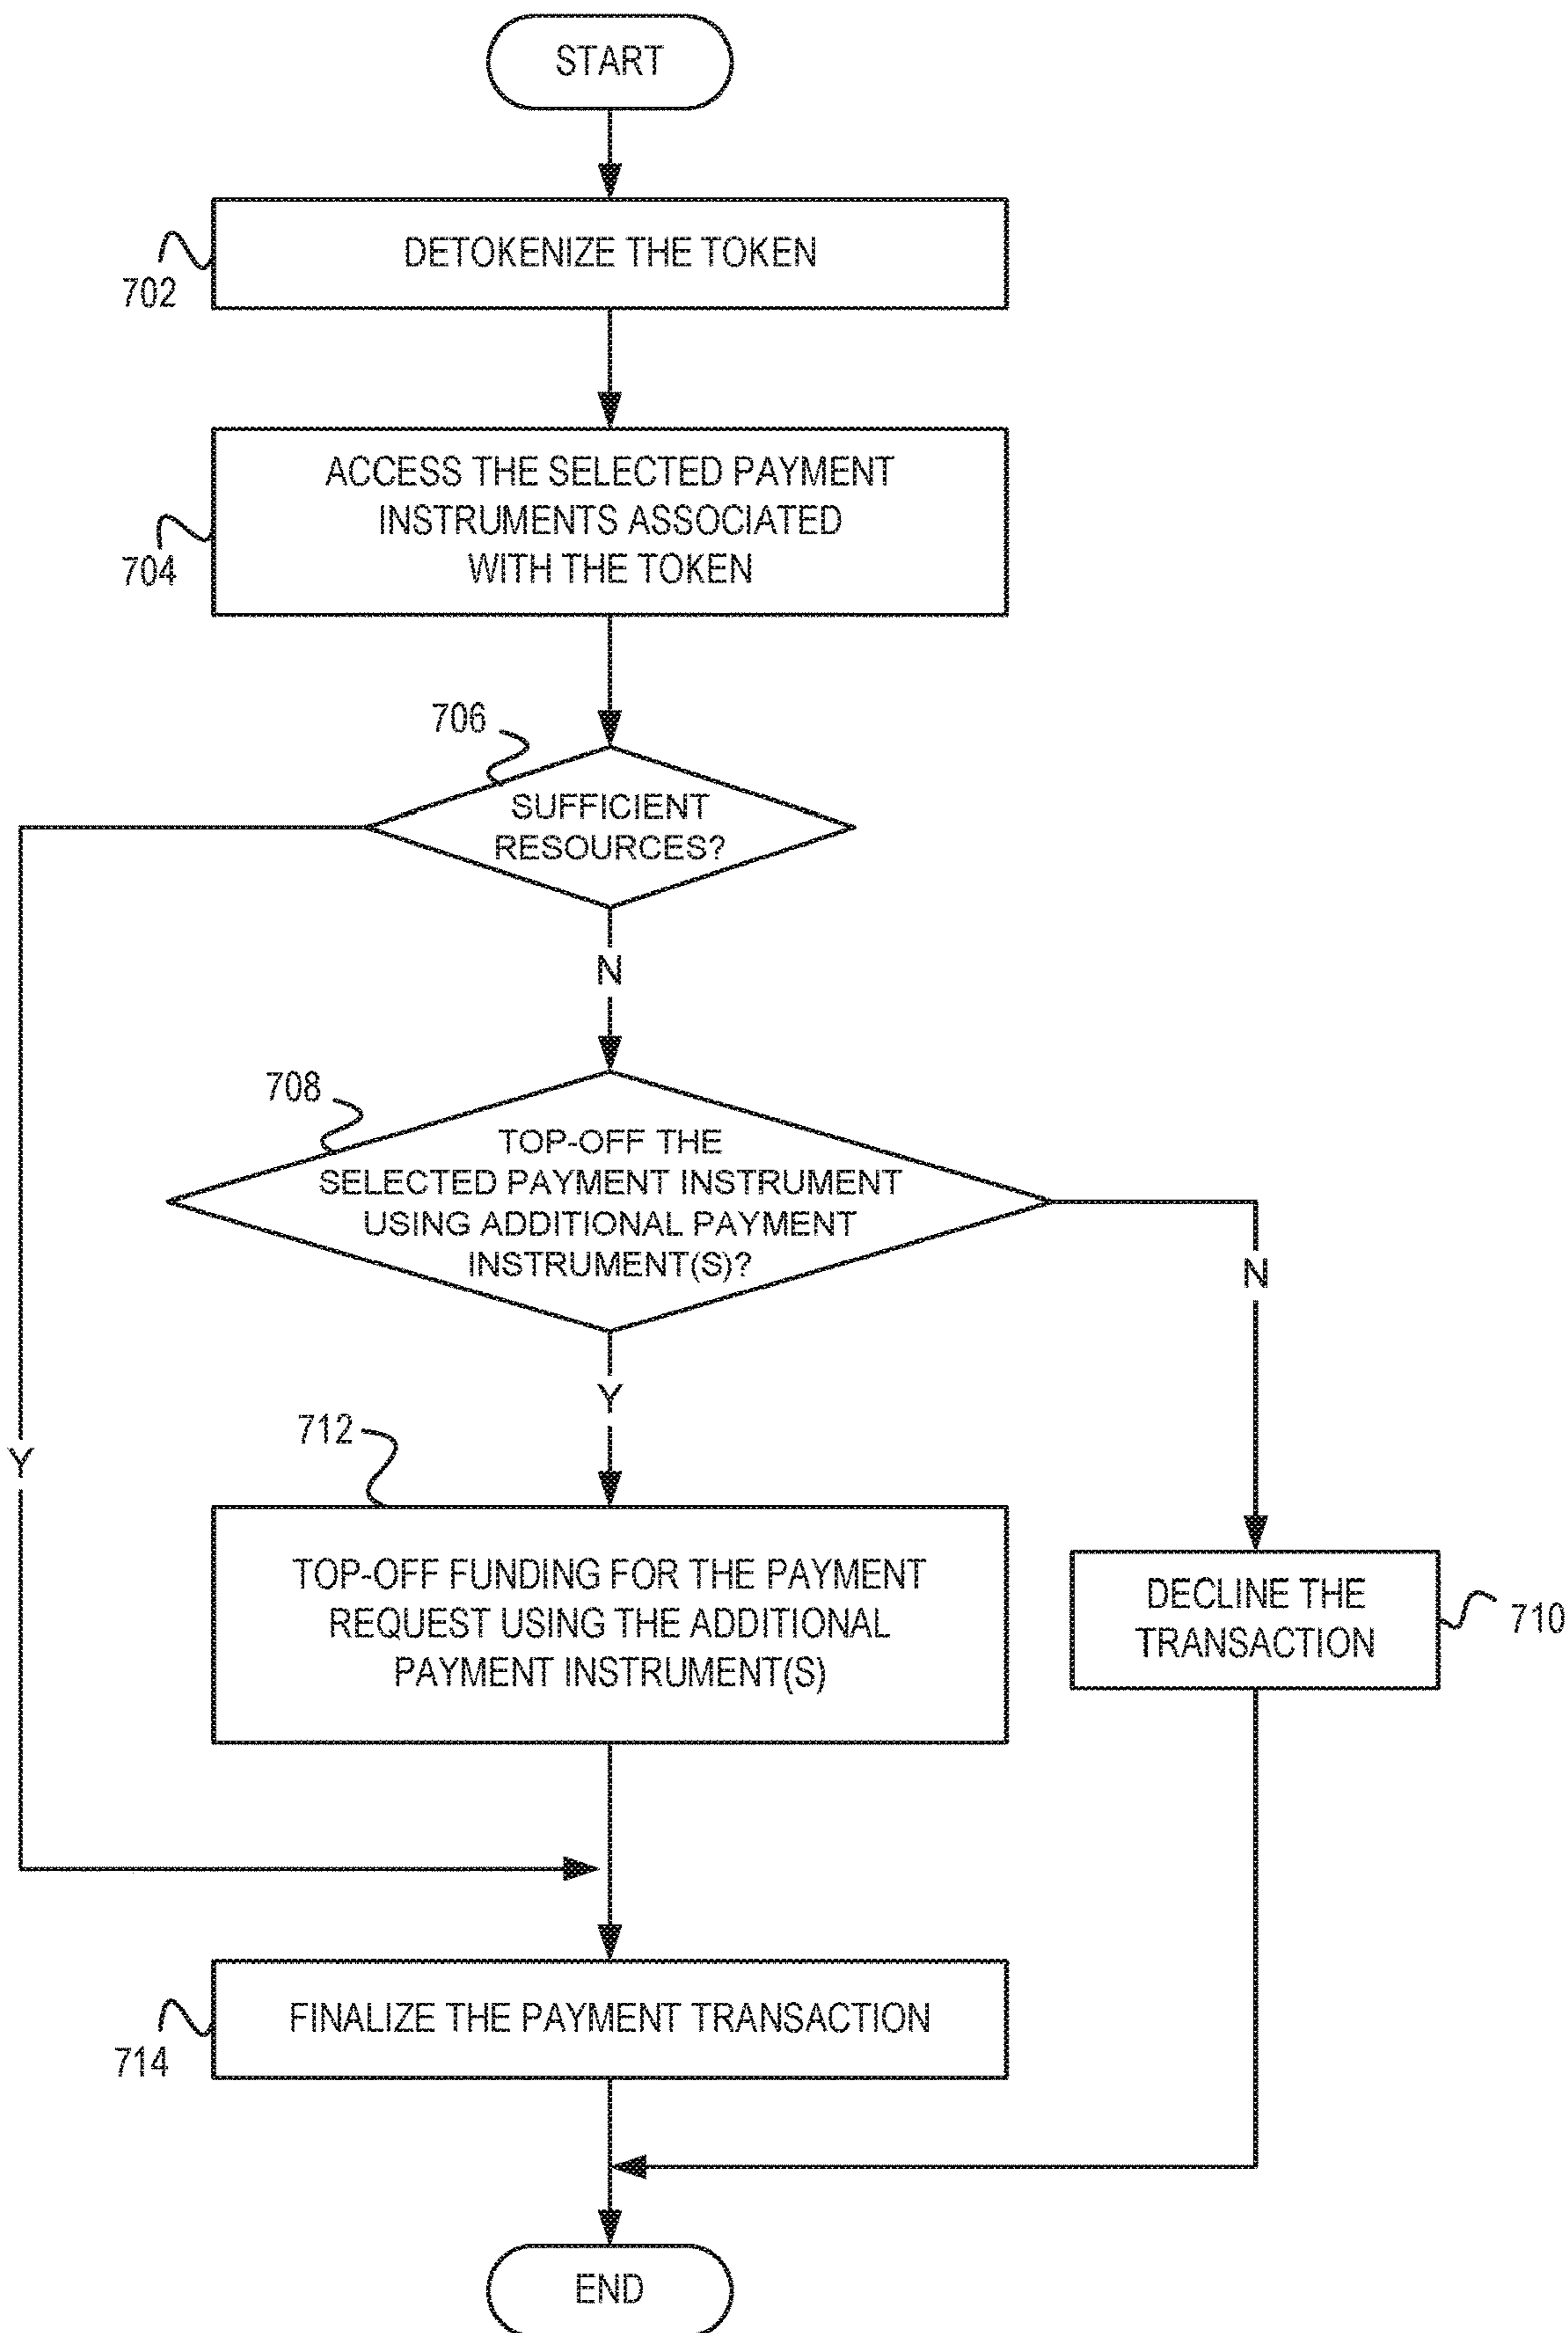 START
DETOKENIZE THE TOKEN
702
ACCESS THE SELECTED PAYMENT
INSTRUMENTS ASSOCIATED
WITH THE TOKEN
704
706
SUFFICIENT
RESOURCES?
N
708
TOP-OFF THE
SELECTED PAYMENT INSTRUMENT
USING ADDITIONAL PAYMENT
INSTRUMENT(S)?
N
Y
712
Y
TOP-OFF FUNDING FOR THE PAYMENT
REQUEST USING THE ADDITIONAL
PAYMENT INSTRUMENT(S)
DECLINE THE
TRANSACTION
710
FINALIZE THE PAYMENT TRANSACTION
714
END